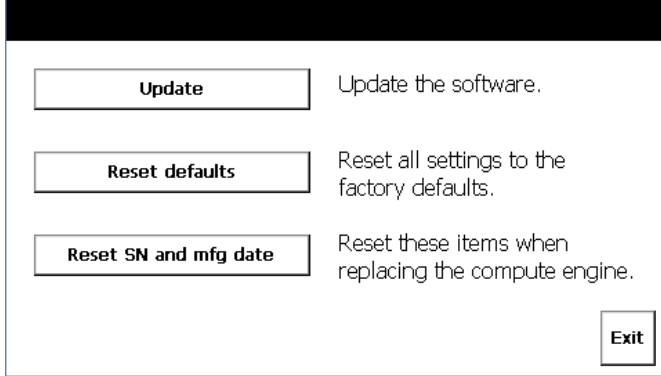 Update
Update the software.
Reset defaults
Reset all settings to the
factory defaults.
Reset SN and mfg date
Reset these items when
replacing the compute engine.
Exit